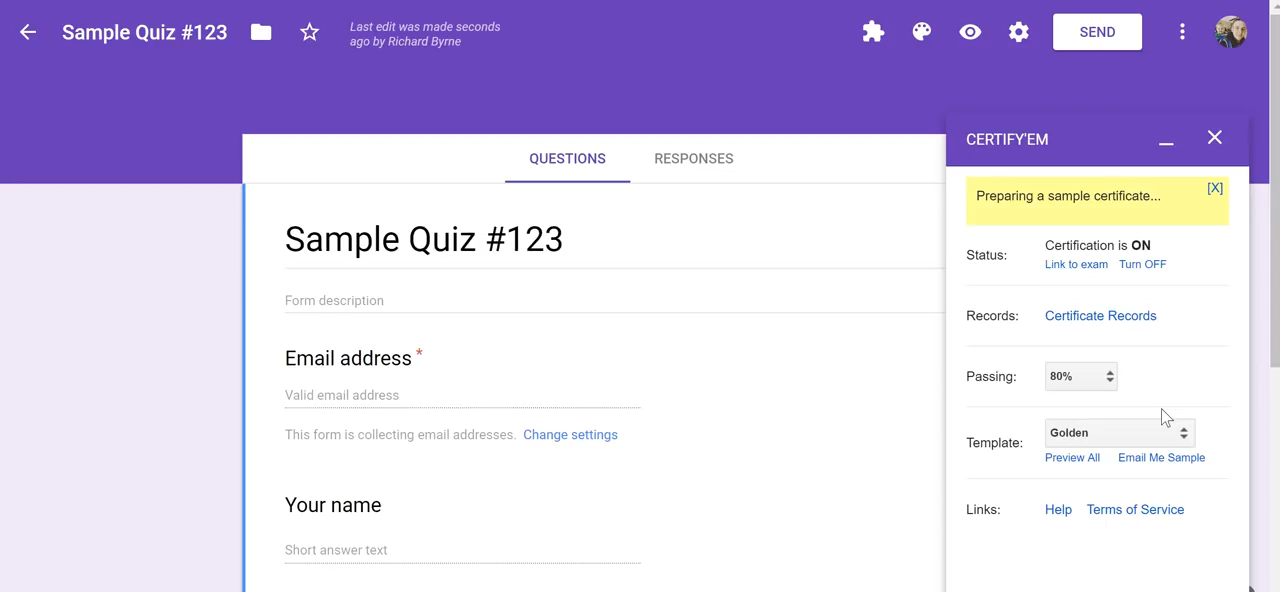 Sample Quiz #123
Last edit was made seconds
ago by Richard Byrne
SEND
QUESTIONS
RESPONSES
Sample Quiz #123
Form description
Email address *
Valid email address
This form is collecting email addresses. Change settings
Your name
Short answer text
CERTIFY'EM
Preparing a sample certificate...
[X]
Status:
Certification is ON
Link to exam Turn OFF
Records:
Certificate Records
Passing:
80%
Template:
Golden
Preview All Email Me Sample
Links:
Help Terms of Service